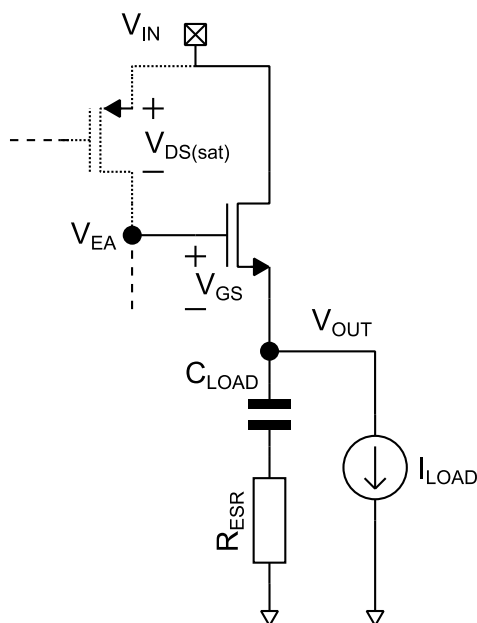 V_IN
+
V_DS(sat)
−
V_EA
+
V_GS
−
V_OUT
C_LOAD
I_LOAD
R_ESR